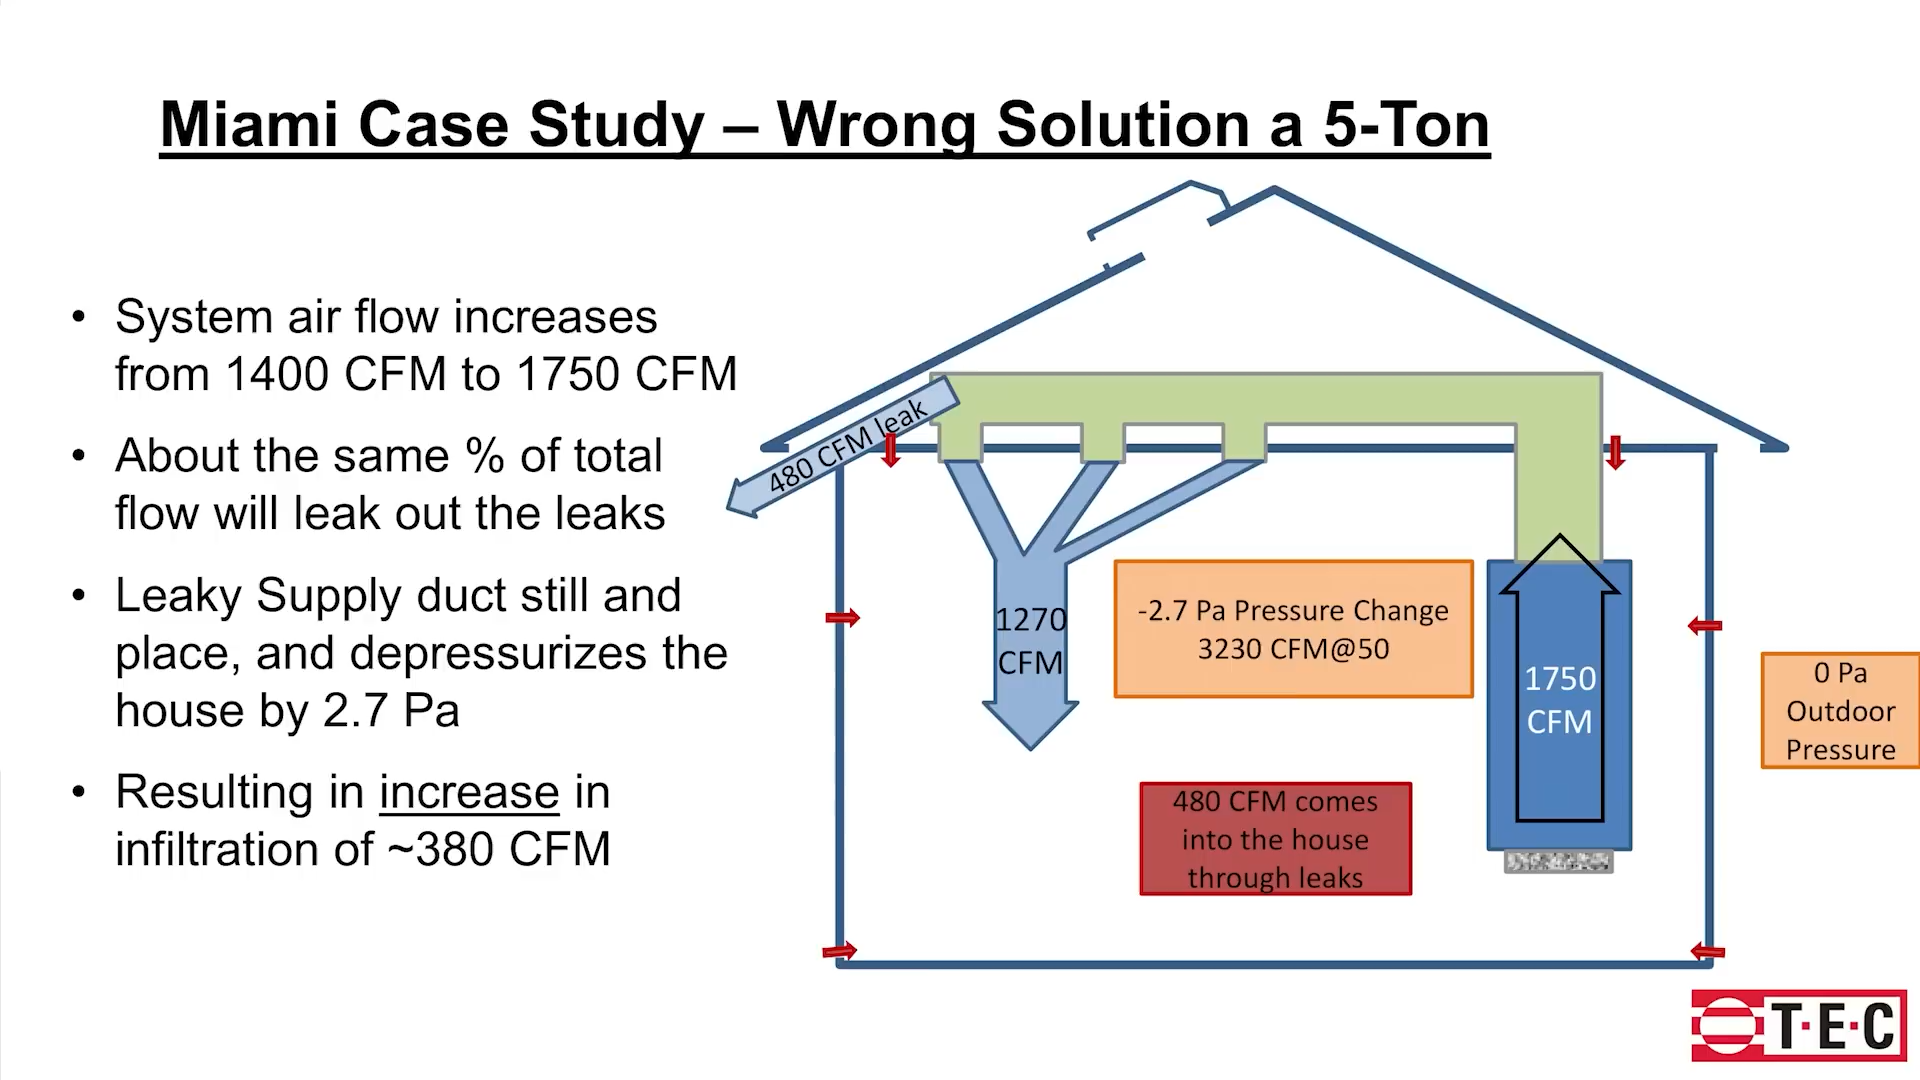 Miami Case Study – Wrong Solution a 5-Ton
• System air flow increases
from 1400 CFM to 1750 CFM
• About the same % of total
flow will leak out the leaks
• Leaky Supply duct still and
place, and depressurizes the
house by 2.7 Pa
• Resulting in increase in
infiltration of ~380 CFM
480 CFM leak
1270
CFM
-2.7 Pa Pressure Change
3230 CFM@50
1750
CFM
0 Pa
Outdoor
Pressure
480 CFM comes
into the house
through leaks
T·E·C